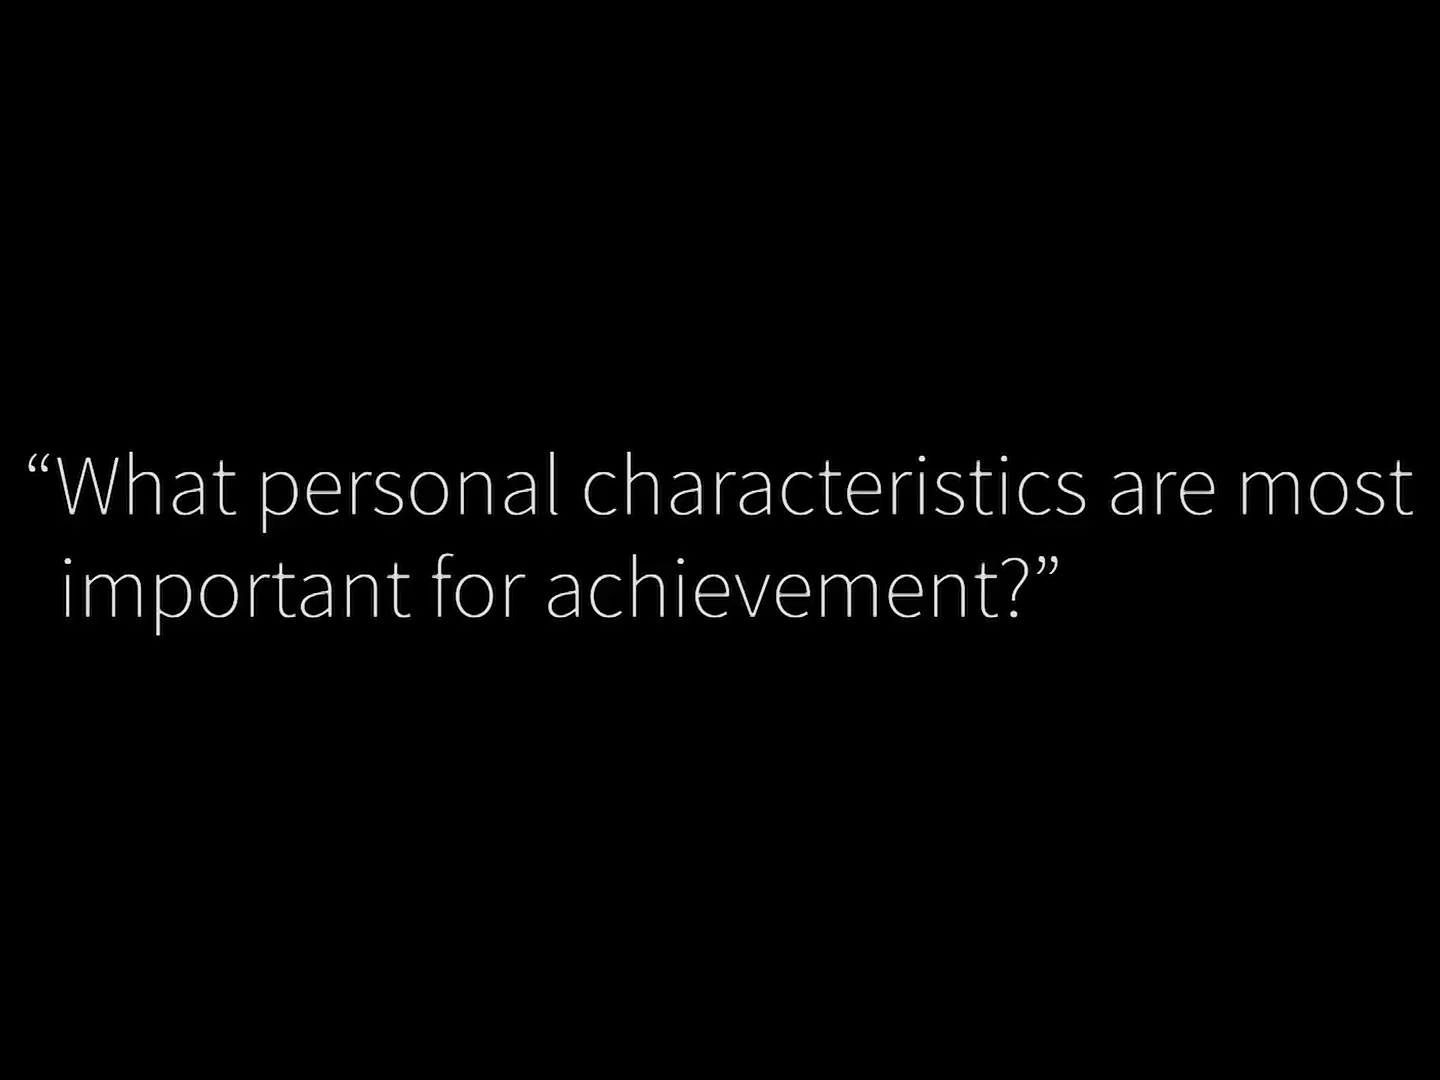 “What personal characteristics are most
important for achievement?”